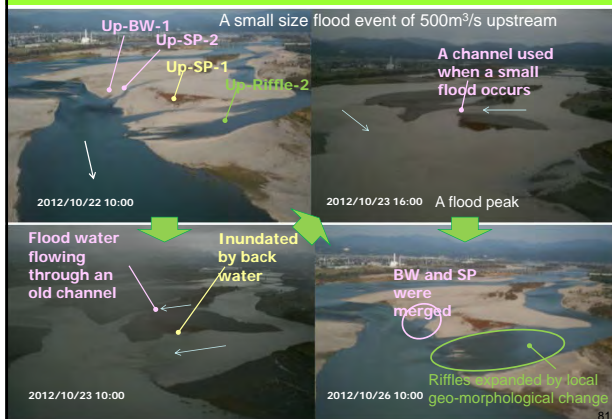 A small size flood event of 500m³/s upstream
Up-BW-1
Up-SP-2
Up-SP-1
Up-Riffle-2
2012/10/22 10:00
A channel used
when a small
flood occurs
2012/10/23 16:00
A flood peak
Flood water
flowing
through an
old channel
Inundated
by back
water
2012/10/23 10:00
BW and SP
were
merged
Riffles expanded by local
geo-morphological change
2012/10/26 10:00
61